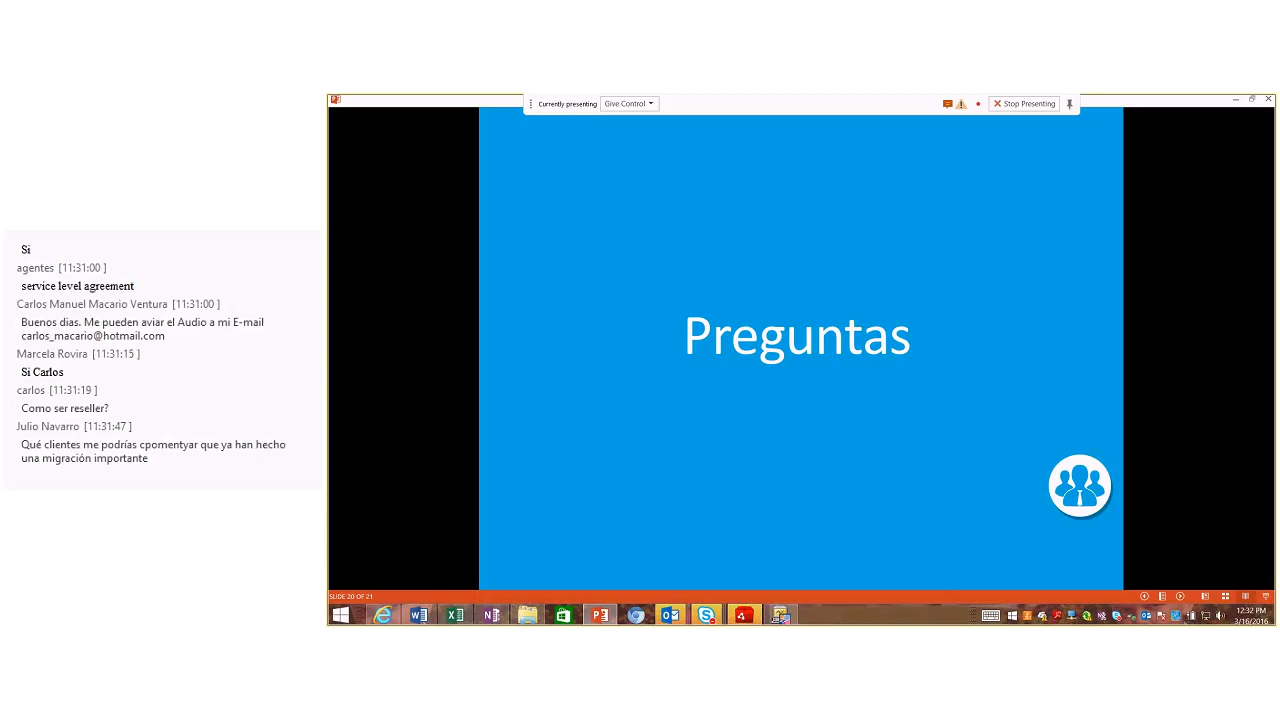 Si
agentes [11:31:00 ]
service level agreement
Carlos Manuel Macario Ventura [11:31:00 ]
Buenos dias. Me pueden aviar el Audio a mi E-mail
carlos_macario@hotmail.com
Marcela Rovira [11:31:15 ]
Si Carlos
carlos [11:31:19 ]
Como ser reseller?
Julio Navarro [11:31:47 ]
Qué clientes me podrías cpomentyar que ya han hecho
una migración importante
Currently presenting Give Control
Stop Presenting
Preguntas
SLIDE 20 OF 21
12:32 PM
3/16/2016